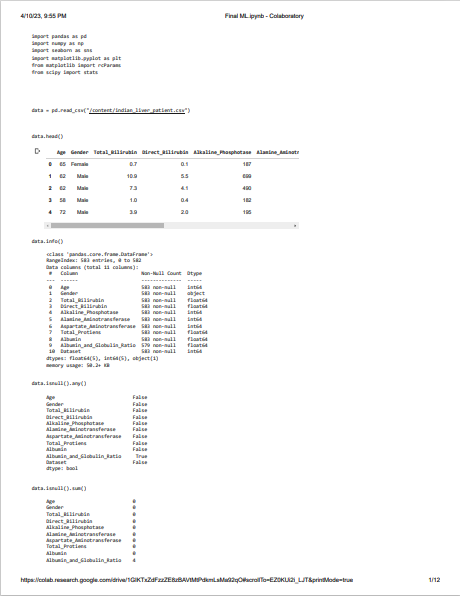 4/10/23, 9:55 PM Final ML.ipynb - Colaboratory
import pandas as pd
import numpy as np
import seaborn as sns
import matplotlib.pyplot as plt
from matplotlib import rcParams
from scipy import stats
data = pd.read_csv("/content/indian_liver_patient.csv")
data.head()
Age Gender Total_Bilirubin Direct_Bilirubin Alkaline_Phosphotase Alamine_Aminotr
0 65 Female 0.7 0.1 187
1 62 Male 10.9 5.5 699
2 62 Male 7.3 4.1 490
3 58 Male 1.0 0.4 182
4 72 Male 3.9 2.0 195
data.info()
<class 'pandas.core.frame.DataFrame'>
RangeIndex: 583 entries, 0 to 582
Data columns (total 11 columns):
# Column Non-Null Count Dtype
--- ------ -------------- -----
0 Age 583 non-null int64
1 Gender 583 non-null object
2 Total_Bilirubin 583 non-null float64
3 Direct_Bilirubin 583 non-null float64
4 Alkaline_Phosphotase 583 non-null int64
5 Alamine_Aminotransferase 583 non-null int64
6 Aspartate_Aminotransferase 583 non-null int64
7 Total_Protiens 583 non-null float64
8 Albumin 583 non-null float64
9 Albumin_and_Globulin_Ratio 579 non-null float64
10 Dataset 583 non-null int64
dtypes: float64(5), int64(5), object(1)
memory usage: 50.2+ KB
data.isnull().any()
Age False
Gender False
Total_Bilirubin False
Direct_Bilirubin False
Alkaline_Phosphotase False
Alamine_Aminotransferase False
Aspartate_Aminotransferase False
Total_Protiens False
Albumin False
Albumin_and_Globulin_Ratio True
Dataset False
dtype: bool
data.isnull().sum()
Age 0
Gender 0
Total_Bilirubin 0
Direct_Bilirubin 0
Alkaline_Phosphotase 0
Alamine_Aminotransferase 0
Aspartate_Aminotransferase 0
Total_Protiens 0
Albumin 0
Albumin_and_Globulin_Ratio 4
1/12